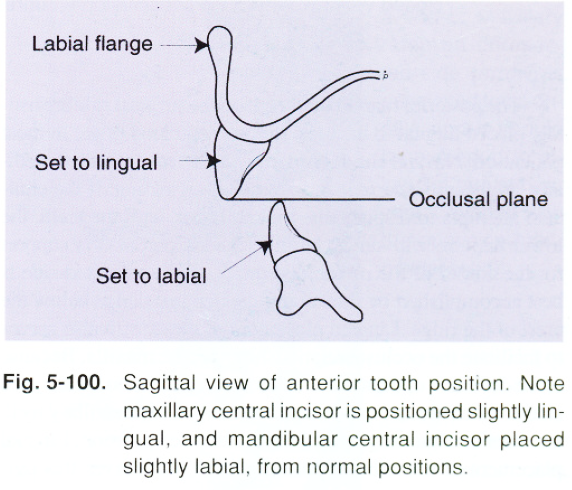 Labial flange
Set to lingual
Occlusal plane
Set to labial
Fig. 5-100. Sagittal view of anterior tooth position. Note
maxillary central incisor is positioned slightly lin-
gual, and mandibular central incisor placed
slightly labial, from normal positions.